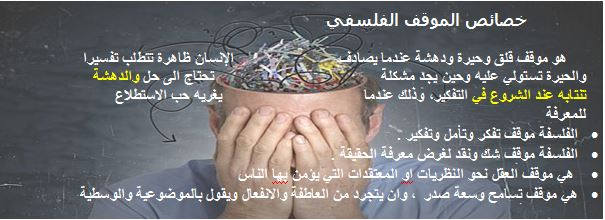 خصائص الموقف الفلسفي
هو موقف قلق وحيرة ودهشة عندما يصادف الإنسان ظاهرة تتطلب تفسيرا
والحيرة تستولي عليه وحين يجد مشكلة تحتاج الى حل والدهشة
تنتابه عند الشروع في التفكير، وذلك عندما يغريه حب الاستطلاع
للمعرفة
الفلسفة موقف تفكر وتأمل وتفكير .
الفلسفة موقف شك ونقد لغرض معرفة الحقيقة .
هي موقف العقل نحو النظريات او المعتقدات التي يؤمن بها الناس
هي موقف تسامح وسعة صدر ، وان يتجرد من العاطفة والانفعال ويقول بالموضوعية والوسطية